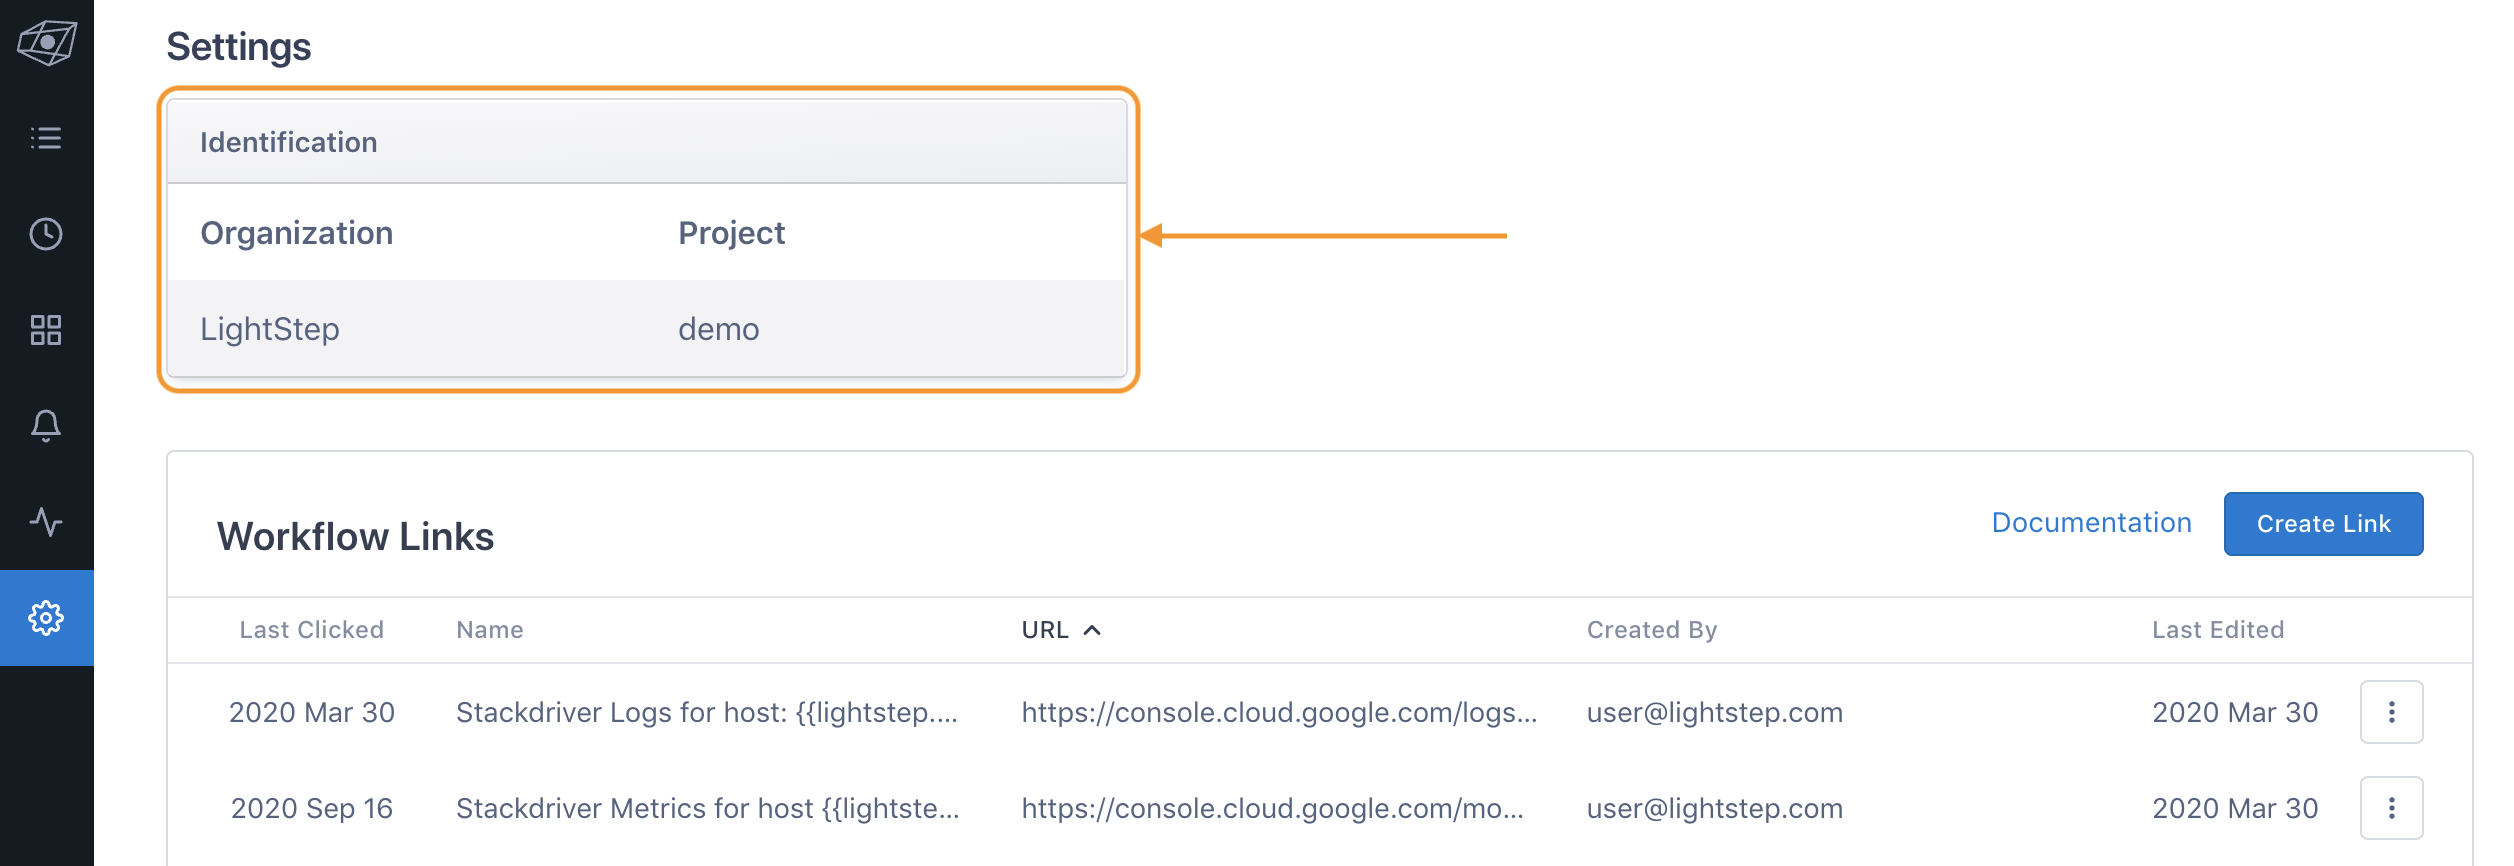 Settings
Identification
Organization Project
LightStep demo
Workflow Links Documentation Create Link
Last Clicked Name URL Created By Last Edited
2020 Mar 30 Stackdriver Logs for host: {{lightstep.... https://console.cloud.google.com/logs... user@lightstep.com 2020 Mar 30
2020 Sep 16 Stackdriver Metrics for host {{lightste... https://console.cloud.google.com/mo... user@lightstep.com 2020 Mar 30